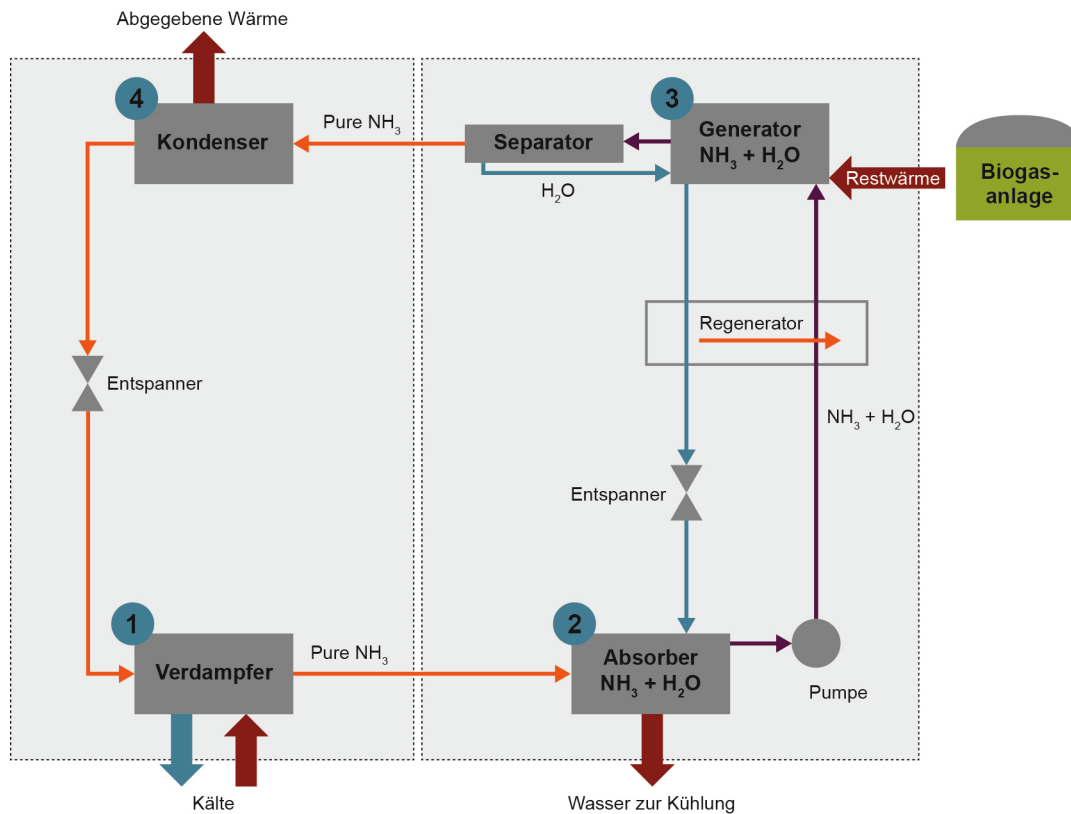 Abgegebene Wärme
4
Kondenser
Pure NH₃
Separator
H₂O
3
Generator
NH₃ + H₂O
Restwärme
Biogas-
anlage
Regenerator
Entspanner
NH₃ + H₂O
Entspanner
1
Verdampfer
Pure NH₃
2
Absorber
NH₃ + H₂O
Pumpe
Kälte
Wasser zur Kühlung